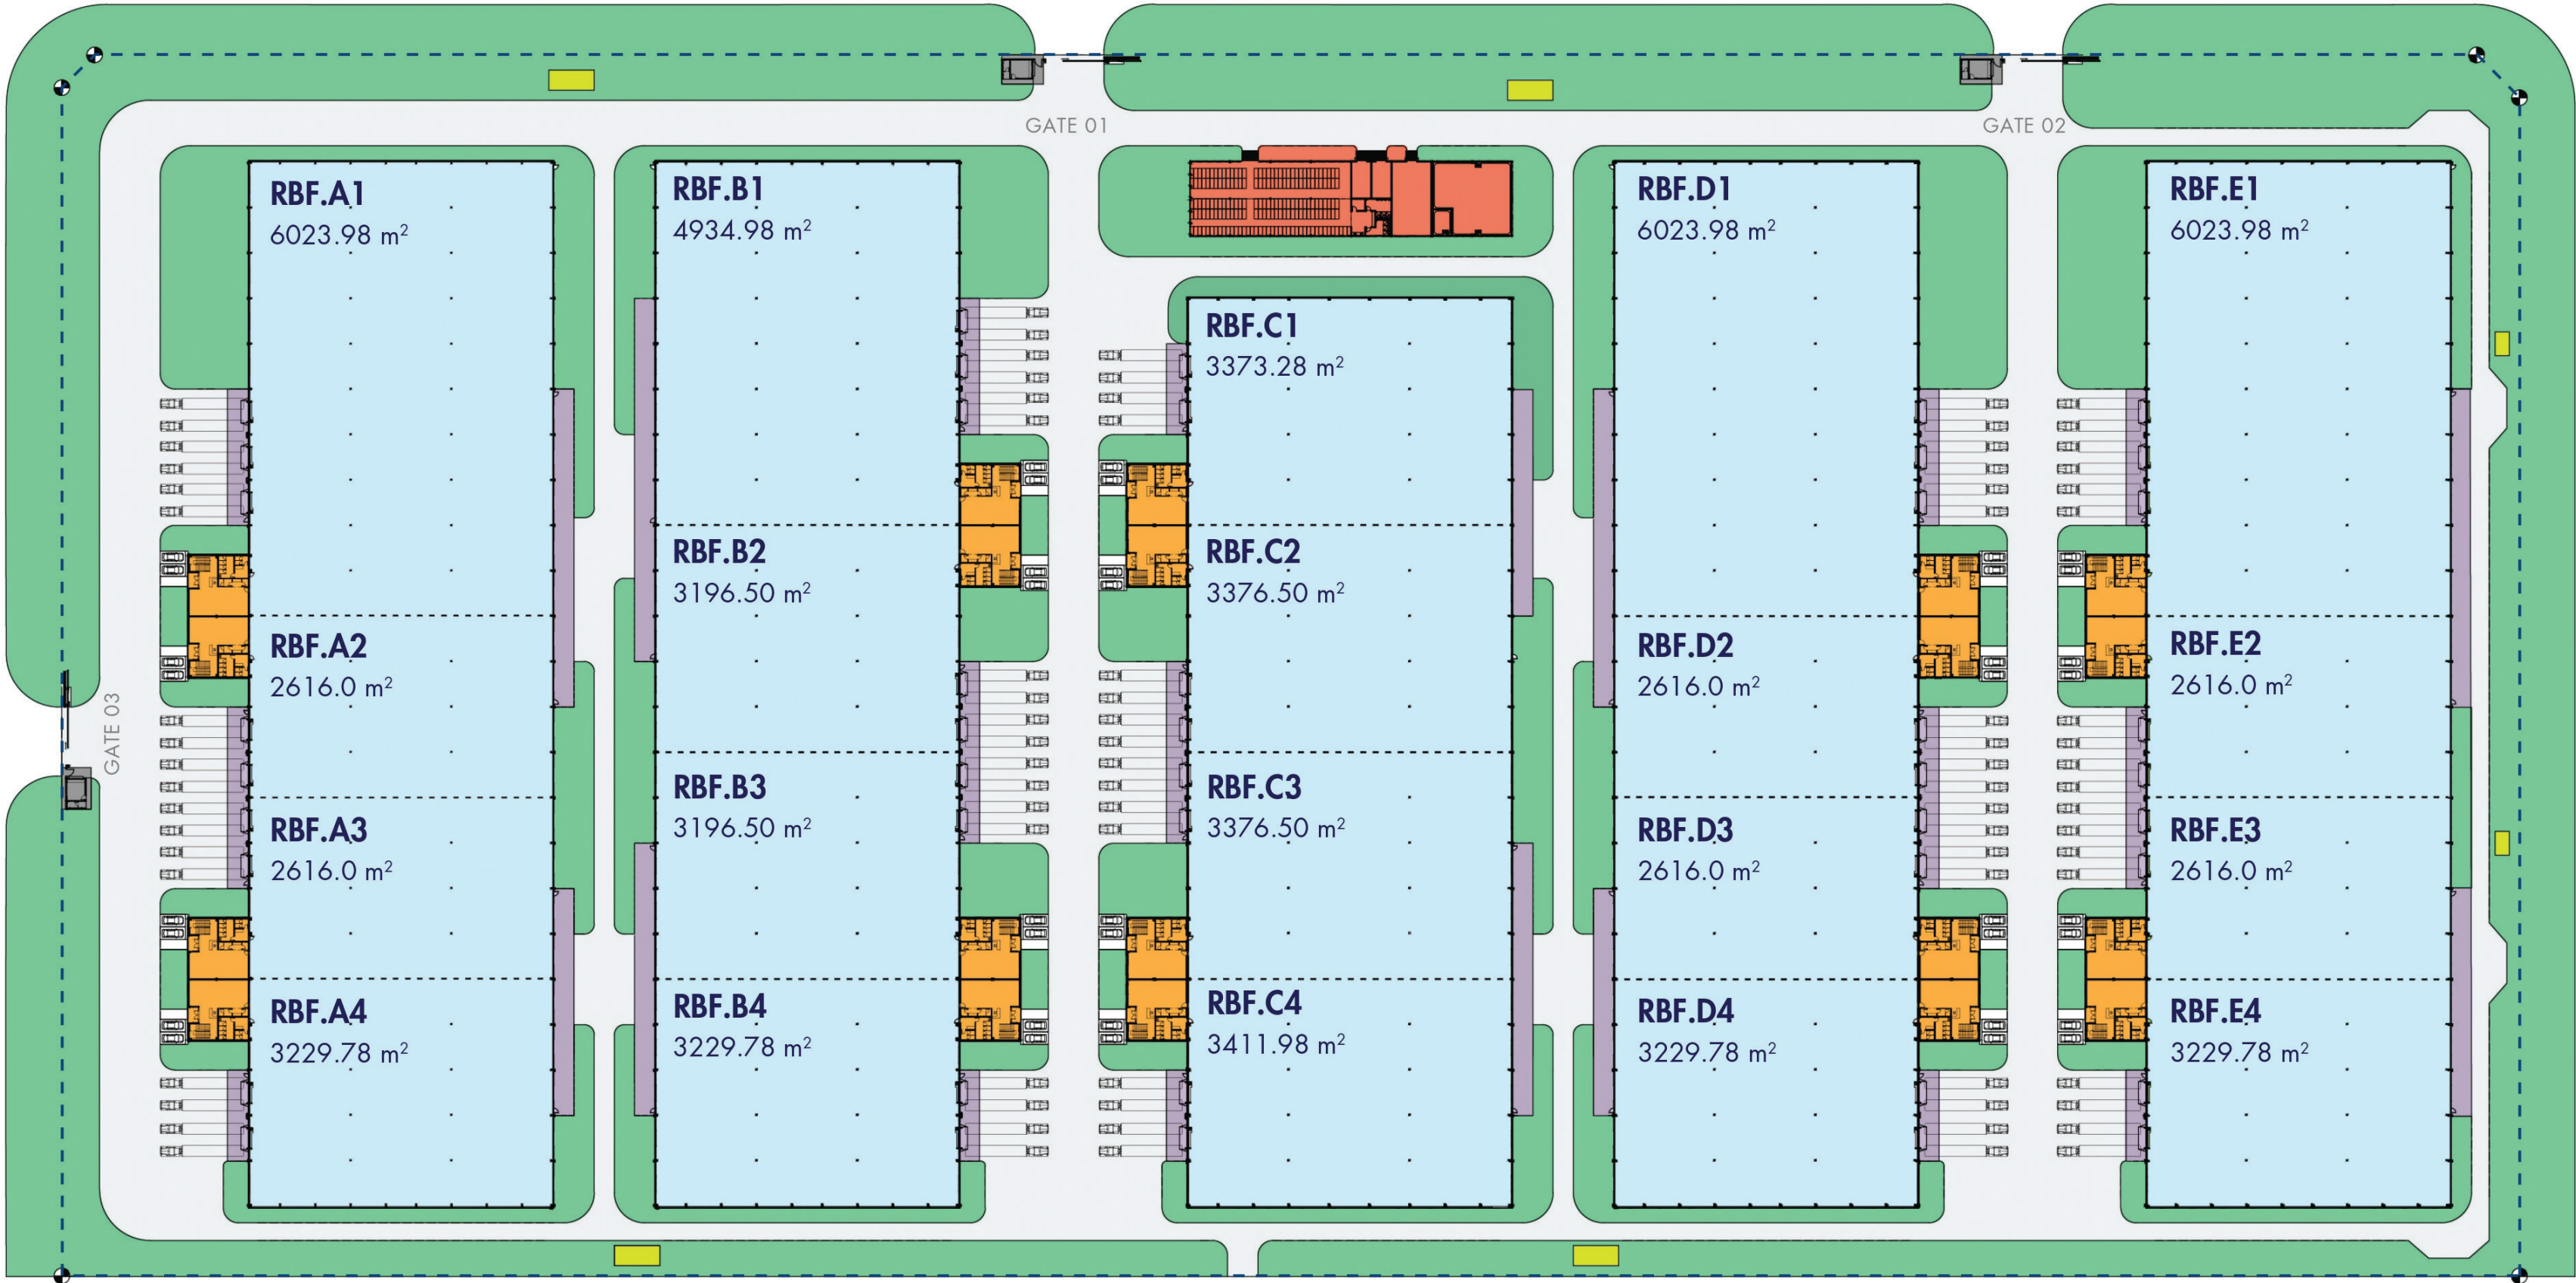 GATE 01
GATE 02
GATE 03
RBF.A1
6023.98 m²
RBF.A2
2616.0 m²
RBF.A3
2616.0 m²
RBF.A4
3229.78 m²
RBF.B1
4934.98 m²
RBF.B2
3196.50 m²
RBF.B3
3196.50 m²
RBF.B4
3229.78 m²
RBF.C1
3373.28 m²
RBF.C2
3376.50 m²
RBF.C3
3376.50 m²
RBF.C4
3411.98 m²
RBF.D1
6023.98 m²
RBF.D2
2616.0 m²
RBF.D3
2616.0 m²
RBF.D4
3229.78 m²
RBF.E1
6023.98 m²
RBF.E2
2616.0 m²
RBF.E3
2616.0 m²
RBF.E4
3229.78 m²